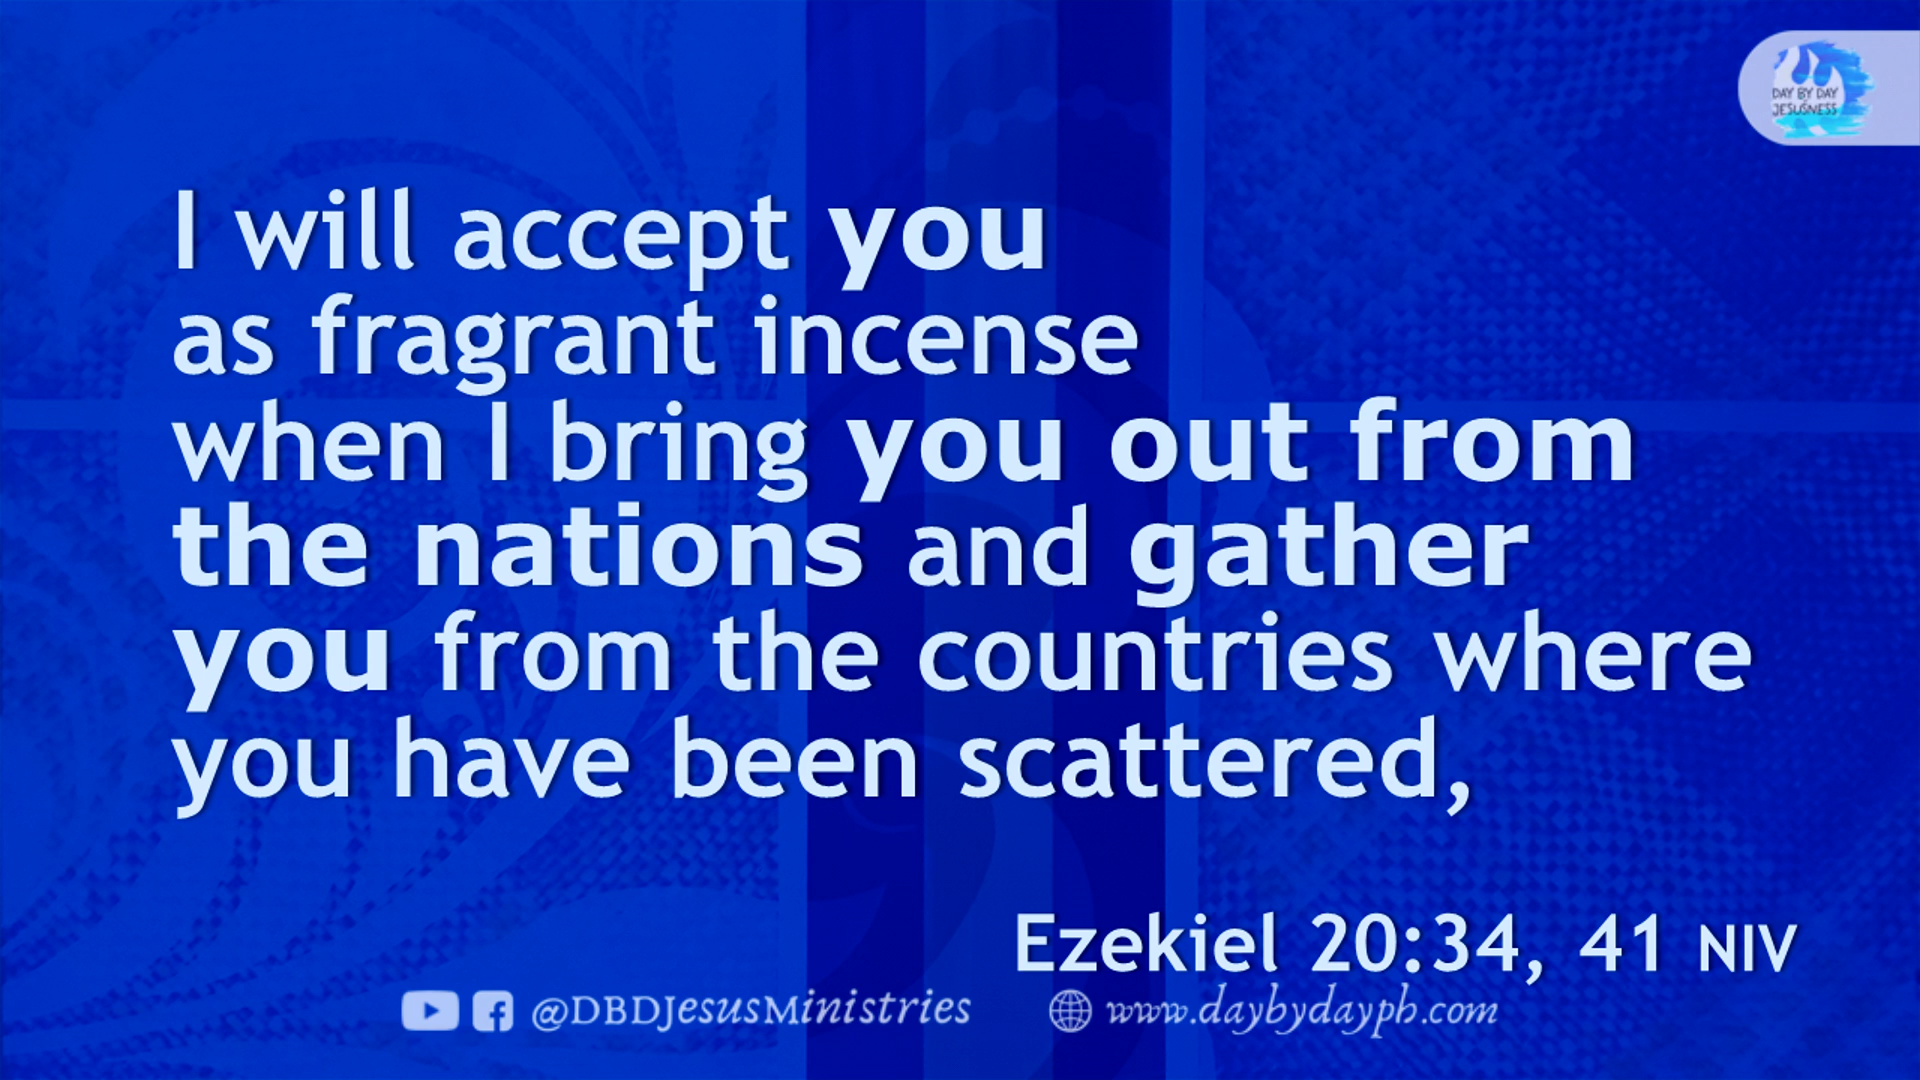 DAY BY DAY
JESUSNESS
I will accept you
as fragrant incense
when I bring you out from
the nations and gather
you from the countries where
you have been scattered,
Ezekiel 20:34, 41 NIV
@DBDJesusMinistries www.daybydayph.com